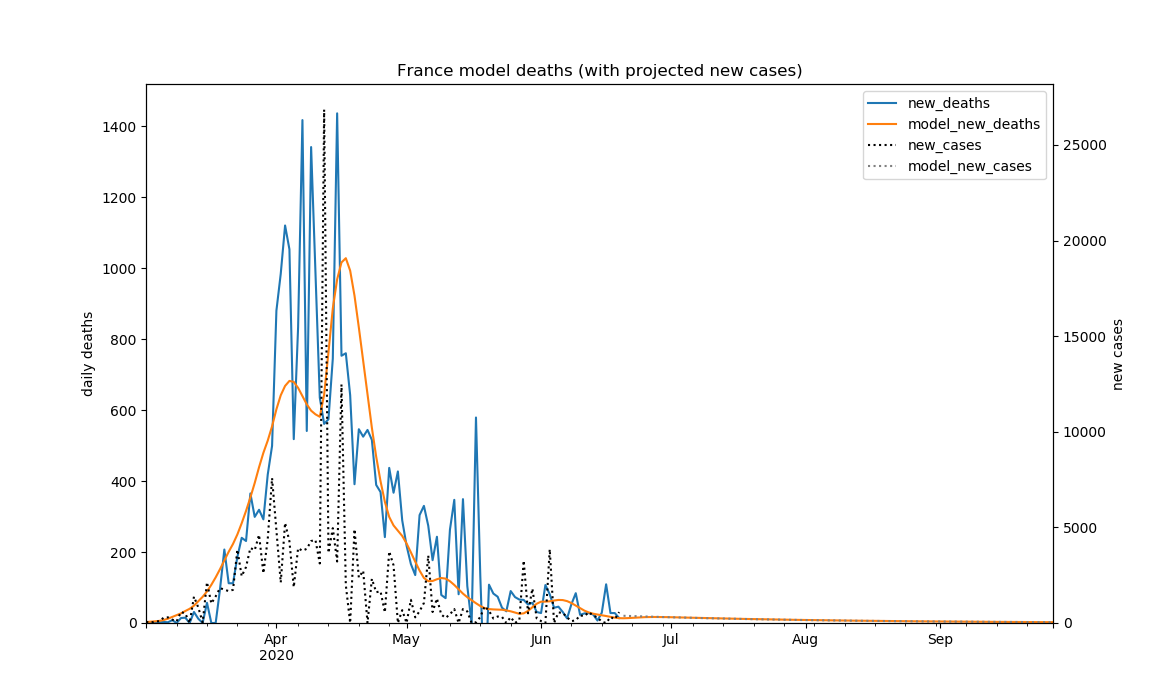 France model deaths (with projected new cases)
new_deaths
model_new_deaths
new_cases
model_new_cases
1400
1200
1000
800
600
400
200
0
daily deaths
25000
20000
15000
10000
5000
0
new cases
Apr
2020
May
Jun
Jul
Aug
Sep